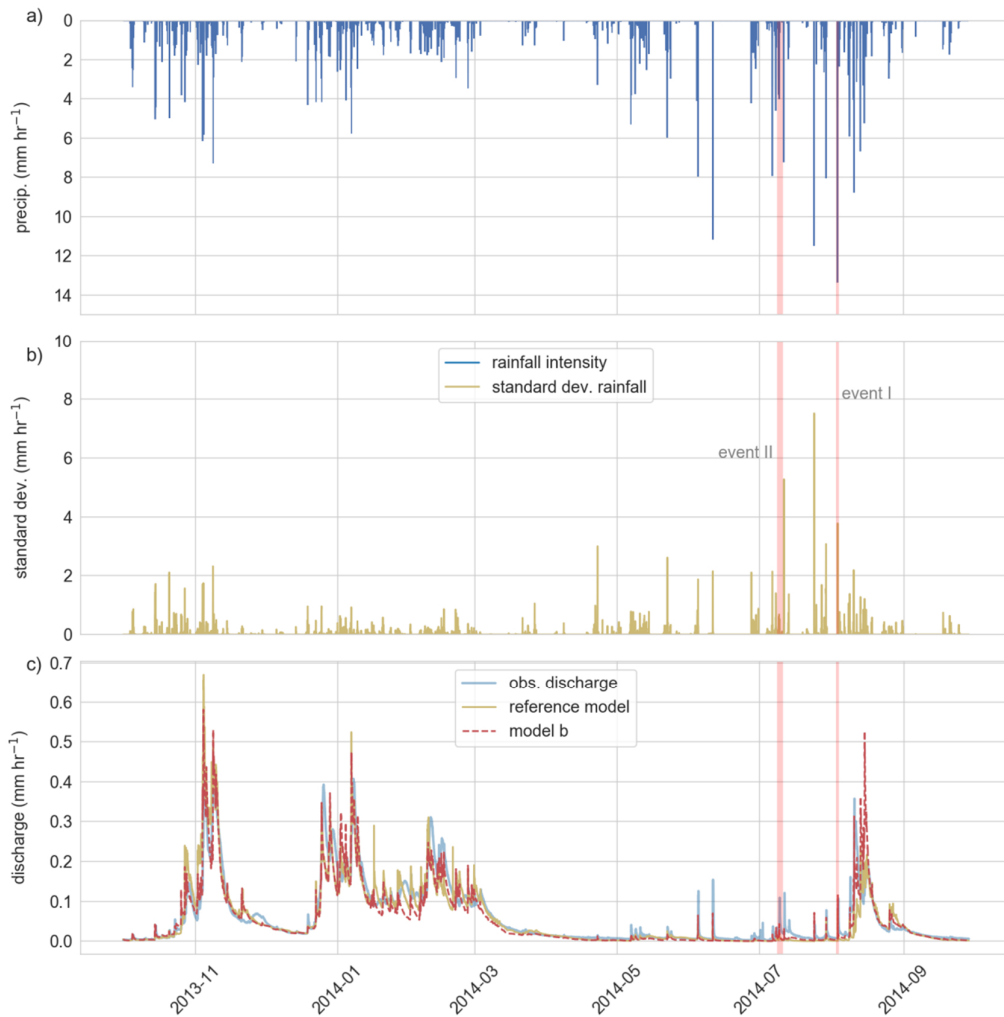 a)
0
2
4
6
8
10
12
14
precip. (mm hr⁻¹)
b)
10
8
6
4
2
0
standard dev. (mm hr⁻¹)
rainfall intensity
standard dev. rainfall
event I
event II
c)
0.7
0.6
0.5
0.4
0.3
0.2
0.1
0.0
discharge (mm hr⁻¹)
obs. discharge
reference model
model b
2013-11
2014-01
2014-03
2014-05
2014-07
2014-09